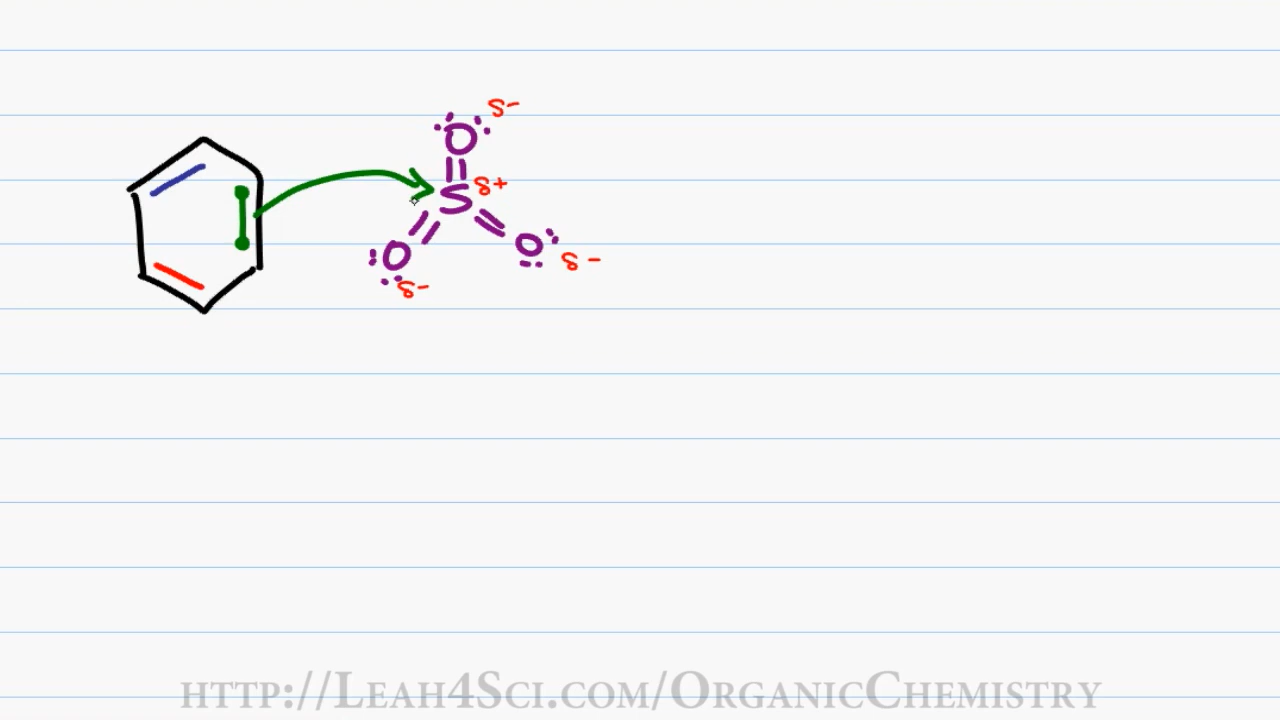 δ-
O
S δ+
O O δ-
δ-
http://Leah4Sci.com/OrganicChemistry